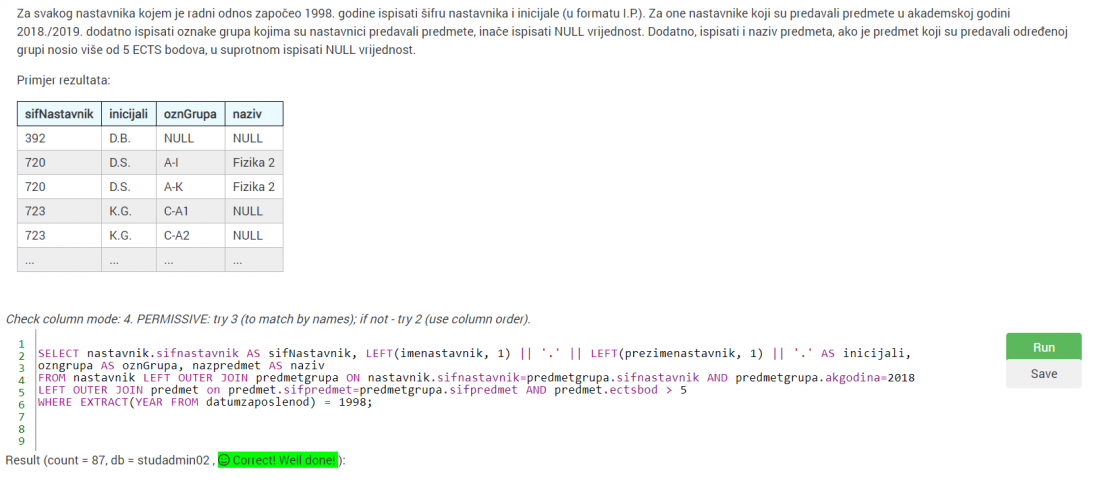 Za svakog nastavnika kojem je radni odnos započeo 1998. godine ispisati šifru nastavnika i inicijale (u formatu I.P.). Za one nastavnike koji su predavali predmete u akademskoj godini
2018./2019. dodatno ispisati oznake grupa kojima su nastavnici predavali predmete, inače ispisati NULL vrijednost. Dodatno, ispisati i naziv predmeta, ako je predmet koji su predavali određenoj
grupi nosio više od 5 ECTS bodova, u suprotnom ispisati NULL vrijednost.
Primjer rezultata:
sifNastavnik inicijali oznGrupa naziv
392 D.B. NULL NULL
720 D.S. A-I Fizika 2
720 D.S. A-K Fizika 2
723 K.G. C-A1 NULL
723 K.G. C-A2 NULL
... ... ... ...
Check column mode: 4. PERMISSIVE: try 3 (to match by names); if not - try 2 (use column order).
1
2 SELECT nastavnik.sifnastavnik AS sifNastavnik, LEFT(imenastavnik, 1) || '.' || LEFT(prezimenastavnik, 1) || '.' AS inicijali,
3 ozngrupa AS oznGrupa, nazpredmet AS naziv
4 FROM nastavnik LEFT OUTER JOIN predmetgrupa ON nastavnik.sifnastavnik=predmetgrupa.sifnastavnik AND predmetgrupa.akgodina=2018
5 LEFT OUTER JOIN predmet on predmet.sifpredmet=predmetgrupa.sifpredmet AND predmet.ectsbod > 5
6 WHERE EXTRACT(YEAR FROM datumzaposlenod) = 1998;
7
8
9
Run
Save
Result (count = 87, db = studadmin02 , Correct! Well done! ):